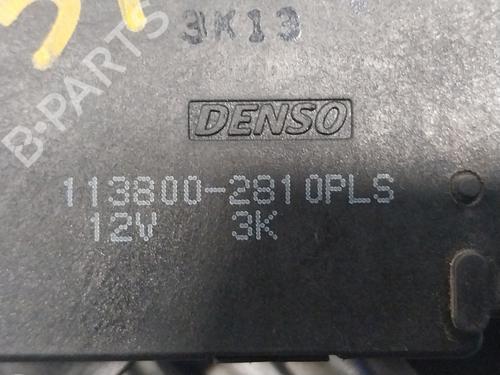 3K13
B-PARTS
DENSO
113800-2810PLS
12V 3K